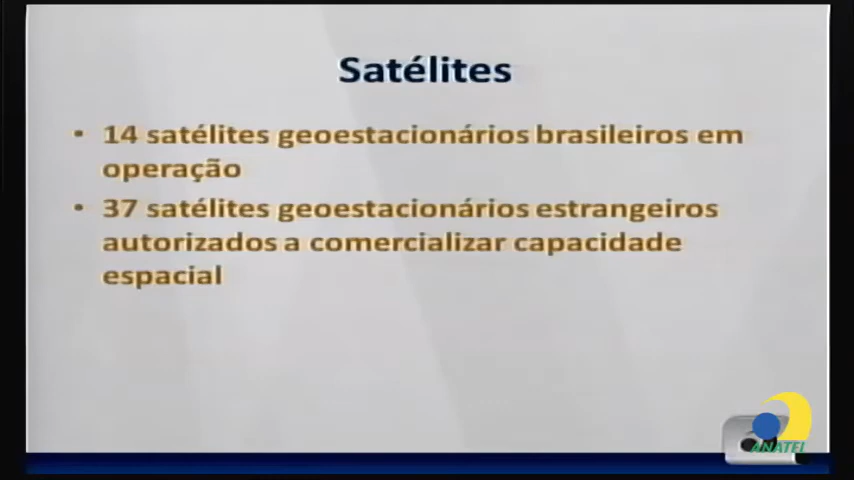 Satélites
• 14 satélites geoestacionários brasileiros em
operação
• 37 satélites geoestacionários estrangeiros
autorizados a comercializar capacidade
espacial
ANATEL